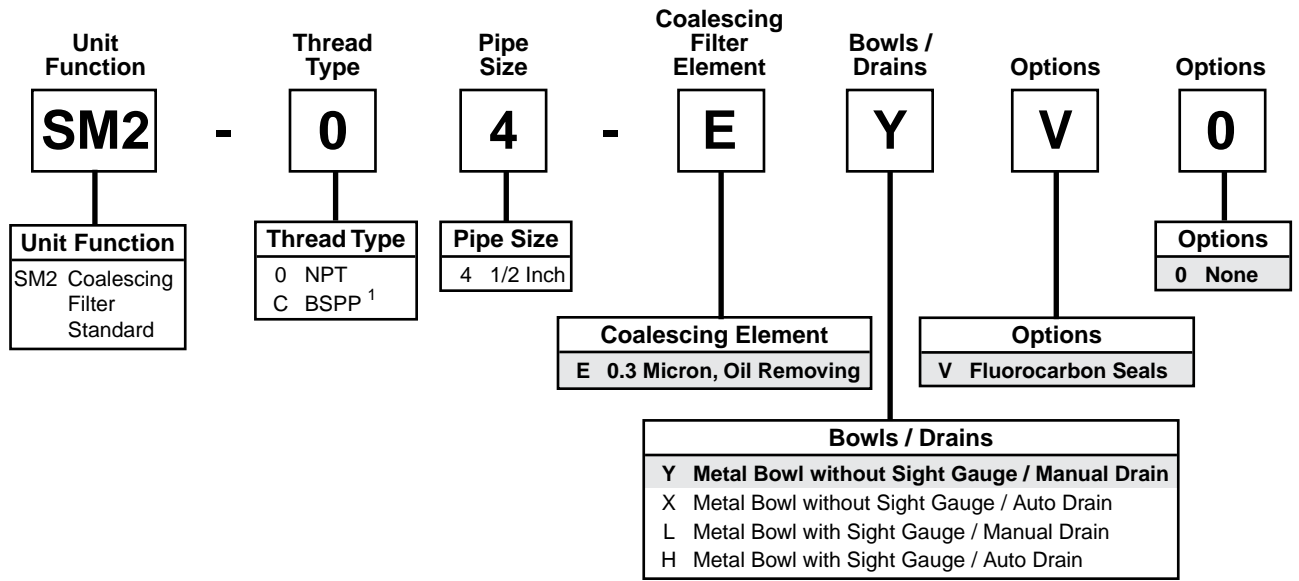 Unit
Function
Thread
Type
Pipe
Size
Coalescing
Filter
Element
Bowls /
Drains
Options
Options
SM2 - 0 4 - E Y V 0
Unit Function
SM2 Coalescing
Filter
Standard
Thread Type
0 NPT
C BSPP 1
Pipe Size
4 1/2 Inch
Options
0 None
Coalescing Element
E 0.3 Micron, Oil Removing
Options
V Fluorocarbon Seals
Bowls / Drains
Y Metal Bowl without Sight Gauge / Manual Drain
X Metal Bowl without Sight Gauge / Auto Drain
L Metal Bowl with Sight Gauge / Manual Drain
H Metal Bowl with Sight Gauge / Auto Drain